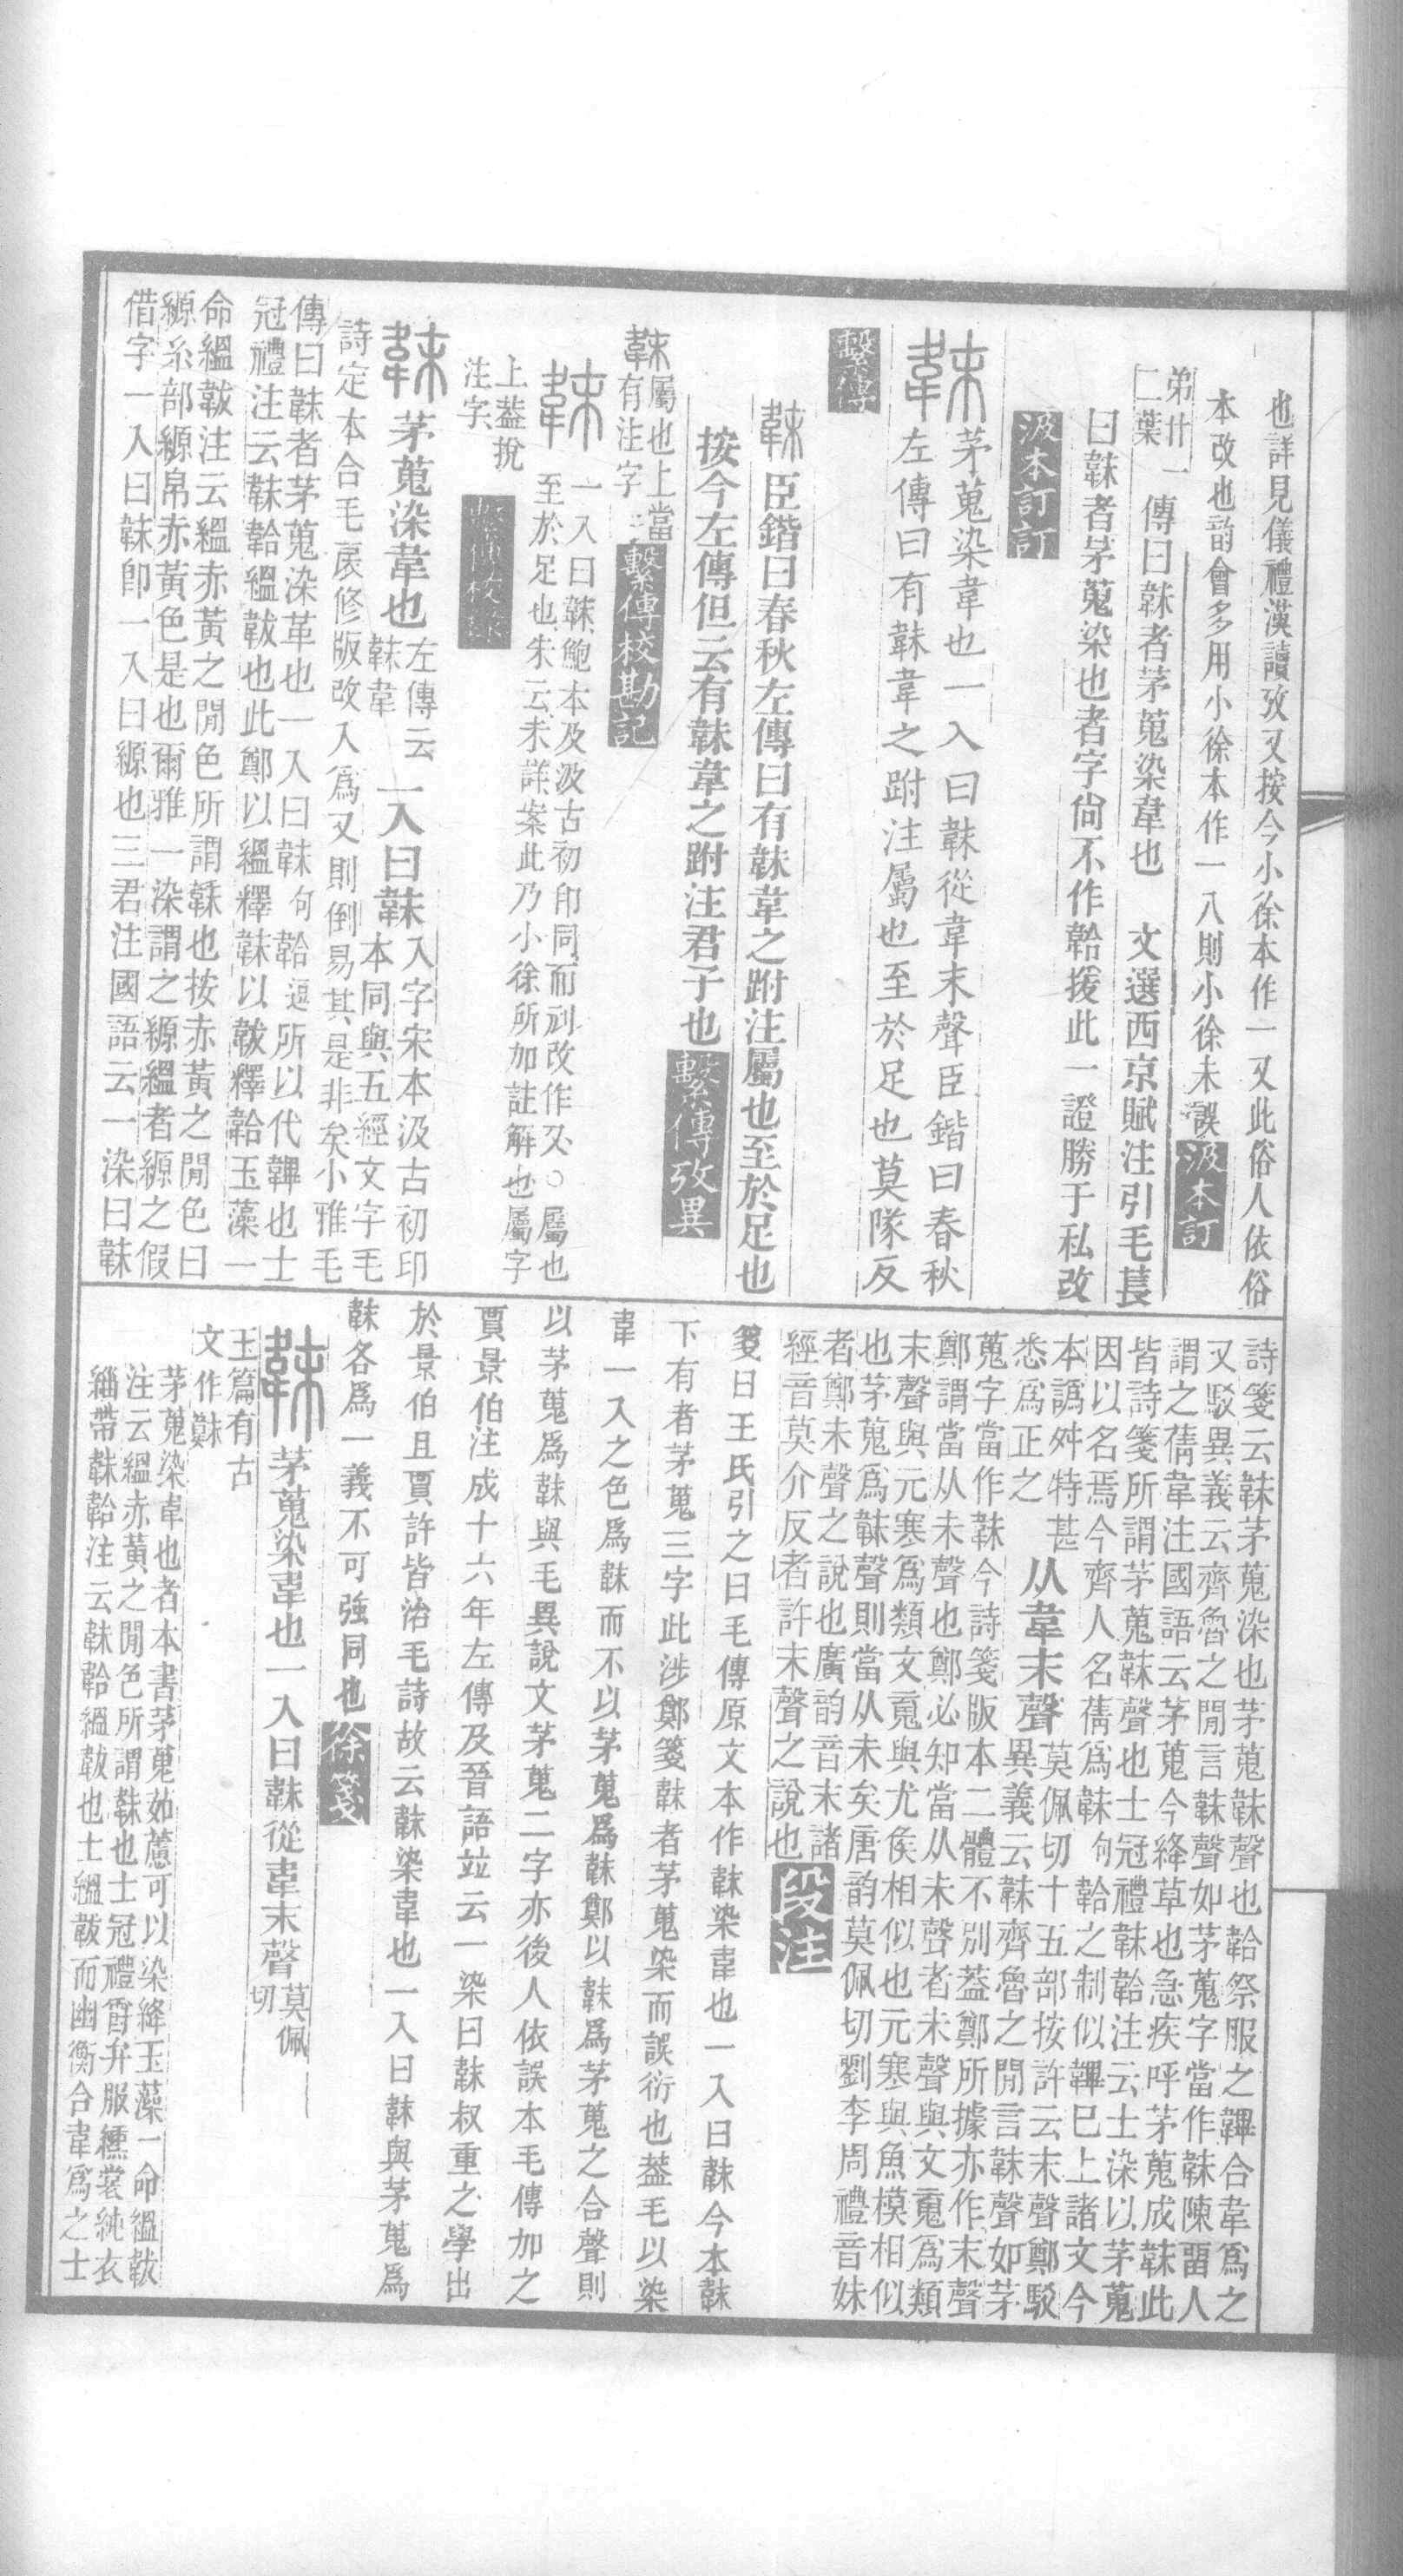 也詳見儀禮漢讀攷又按今小徐本作一又此俗人依俗
本改也韵會多用小徐本作一入則小徐未誤 汲本訂
弟什一
二葉
傳曰韎者茅蒐染韋也 文選西京賦注引毛萇
曰韎者茅蒐染也者字尙不作韐援此一證勝于私改
汲本訂訂
韎
茅蒐染韋也一入曰韎從韋末聲臣鍇曰春秋
左傳曰有韎韋之跗注屬也至於足也莫隊反
繫傳
韎臣鍇曰春秋左傳曰有韎韋之跗注屬也至於足也
按今左傳但云有韎韋之跗注君子也 繫傳攷異
韎屬也上當
有注字 繫傳校勘記
韎
一入曰韎鮑本及汲古初印同而刓改作又○屬也
至於足也朱云未詳案此乃小徐所加註解也屬字
上葢捝
注字
韎茅蒐染韋也
左傳云
韎韋
一入曰韎
入字宋本汲古初印
本同與五經文字毛
詩定本合毛扆修版改入爲又則倒易其是非矣小雅毛
傳曰韎者茅蒐染革也一入曰韎句韐逗所以代韠也士
冠禮注云韎韐縕韍也此鄭以縕釋韎以韍釋韐玉藻一
命縕韍注云縕赤黃之閒色所謂韎也按赤黃之閒色曰
縓糸部縓帛赤黃色是也爾雅一染謂之縓縕者縓之假
借字一入曰韎卽一入曰縓也三君注國語云一染曰韎
詩箋云韎茅蒐染也茅蒐韎聲也韐祭服之韠合韋爲之
又駁異義云齊魯之閒言韎聲如茅蒐字當作韎陳畱人
謂之蒨韋注國語云茅蒐今絳草也急疾呼茅蒐成韎此
皆詩箋所謂茅蒐韎聲也士冠禮韎韐注云士染以茅蒐
因以名焉今齊人名蒨爲韎句韐之制似韠巳上諸文今
本譌舛特甚
悉爲正之
从韋末聲
莫佩切十五部按許云末聲鄭駁
異義云韎齊魯之閒言韎聲如茅
蒐字當作韎今詩箋版本二體不別葢鄭所據亦作末聲
鄭謂當从未聲也鄭必知當从未聲者未聲與文䰟爲類
末聲與元寒爲類文䰟與尤矦相似也元寒與魚模相似
也茅蒐爲韎聲則當从未矣唐韵莫佩切劉李周禮音妹
者鄭未聲之說也廣韵音末諸
經音莫介反者許末聲之說也 段注
箋曰王氏引之曰毛傳原文本作韎染韋也一入曰韎今本韎
下有者茅蒐三字此涉鄭箋韎者茅蒐染而誤衍也葢毛以染
韋一入之色爲韎而不以茅蒐爲韎鄭以韎爲茅蒐之合聲則
以茅蒐爲韎與毛異說文茅蒐二字亦後人依誤本毛傳加之
賈景伯注成十六年左傳及晉語竝云一染曰韎叔重之學出
於景伯且賈許皆治毛詩故云韎染韋也一入曰韎與茅蒐爲
韎各爲一義不可強同也 徐箋
韎茅蒐染韋也一入曰韎從韋末聲
莫佩
切
玉篇有古
文作𩏂
茅蒐染韋也者本書茅蒐如藘可以染絳玉藻一命縕韍
注云縕赤黃之閒色所謂韎也士冠禮爵弁服纁裳純衣
緇帶韎韐注云韎韐縕韍也士縕韍而幽衡合韋爲之士